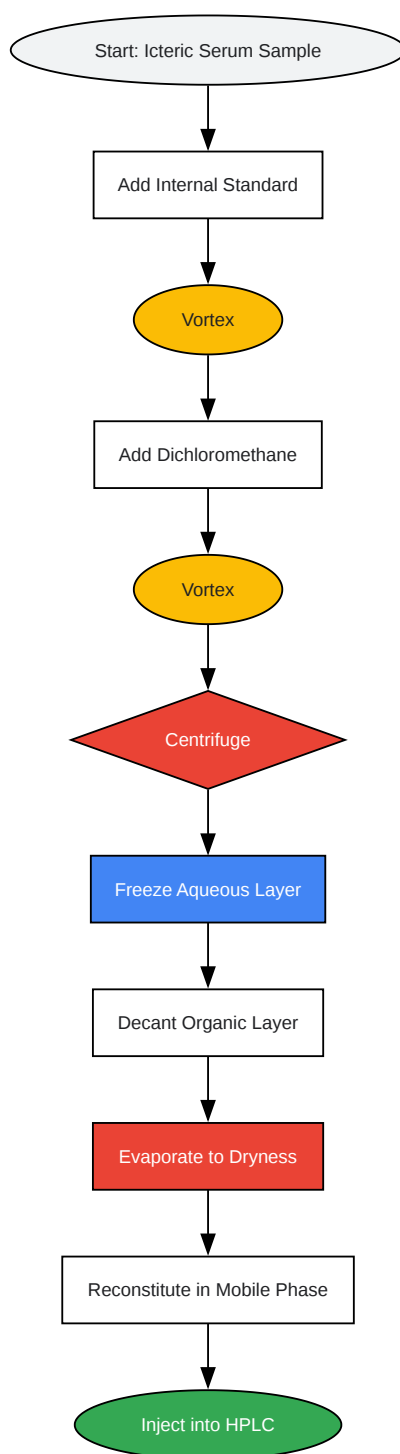 Start: Icteric Serum Sample
Add Internal Standard
Vortex
Add Dichloromethane
Vortex
Centrifuge
Freeze Aqueous Layer
Decant Organic Layer
Evaporate to Dryness
Reconstitute in Mobile Phase
Inject into HPLC